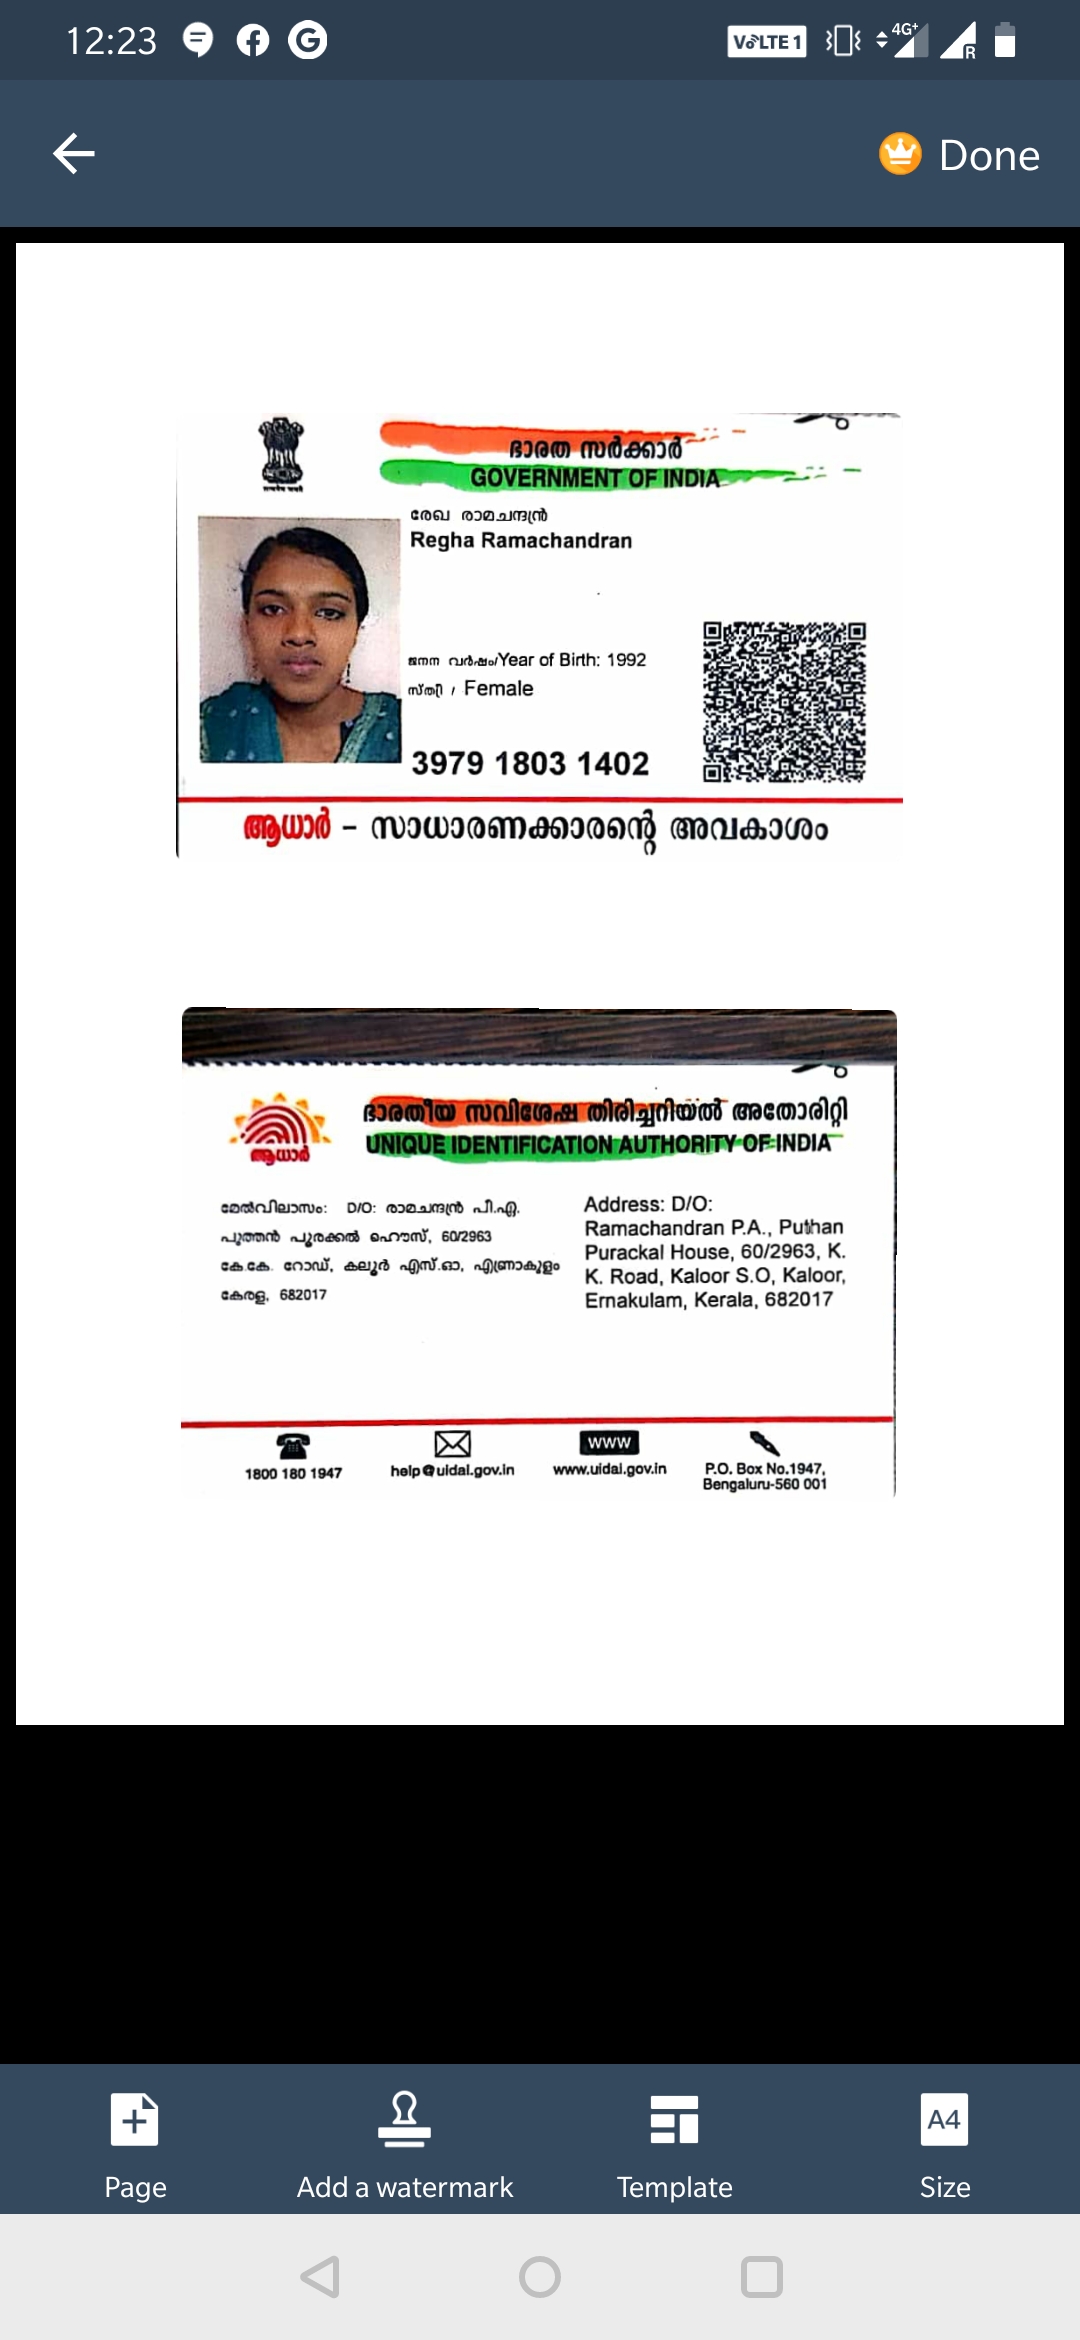 12:23
VoLTE 1
4G+
R
Done
ഭാരത സർക്കാർ
GOVERNMENT OF INDIA
രേഖ രാമചന്ദ്രൻ
Regha Ramachandran
ജനന വർഷം/Year of Birth: 1992
സ്ത്രീ / Female
3979 1803 1402
ആധാർ – സാധാരണക്കാരന്റെ അവകാശം
ആധാർ
ഭാരതീയ സവിശേഷ തിരിച്ചറിയൽ അതോരിറ്റി
UNIQUE IDENTIFICATION AUTHORITY OF INDIA
മേൽവിലാസം: D/O: രാമചന്ദ്രൻ പി.എ.
പുത്തൻ പുരക്കൽ ഹൌസ്, 60/2963
കേ.കേ. റോഡ്, കലൂർ എസ്.ഓ, എണ്രാകുളം
കേരള, 682017
Address: D/O:
Ramachandran P.A., Puthan
Purackal House, 60/2963, K.
K. Road, Kaloor S.O, Kaloor,
Ernakulam, Kerala, 682017
1800 180 1947
help@uidai.gov.in
WWW
www.uidai.gov.in
P.O. Box No.1947,
Bengaluru-560 001
A4
Page
Add a watermark
Template
Size